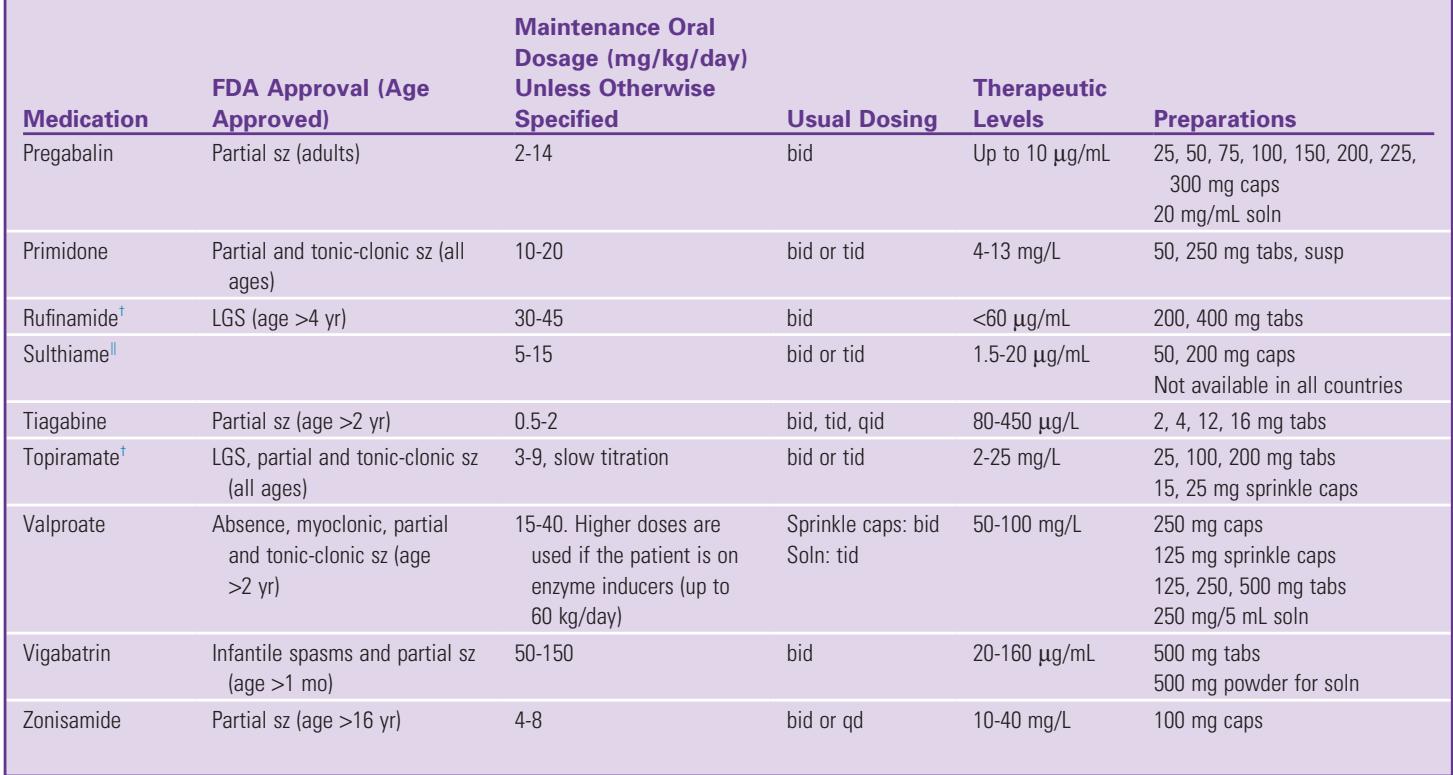 Medication
FDA Approval (Age
Approved)
Maintenance Oral
Dosage (mg/kg/day)
Unless Otherwise
Specified
Usual Dosing
Therapeutic
Levels
Preparations
Pregabalin
Partial sz (adults)
2-14
bid
Up to 10 μg/mL
25, 50, 75, 100, 150, 200, 225,
300 mg caps
20 mg/mL soln
Primidone
Partial and tonic-clonic sz (all
ages)
10-20
bid or tid
4-13 mg/L
50, 250 mg tabs, susp
Rufinamide†
LGS (age >4 yr)
30-45
bid
<60 μg/mL
200, 400 mg tabs
Sulthiame||
5-15
bid or tid
1.5-20 μg/mL
50, 200 mg caps
Not available in all countries
Tiagabine
Partial sz (age >2 yr)
0.5-2
bid, tid, qid
80-450 μg/L
2, 4, 12, 16 mg tabs
Topiramate†
LGS, partial and tonic-clonic sz
(all ages)
3-9, slow titration
bid or tid
2-25 mg/L
25, 100, 200 mg tabs
15, 25 mg sprinkle caps
Valproate
Absence, myoclonic, partial
and tonic-clonic sz (age
>2 yr)
15-40. Higher doses are
used if the patient is on
enzyme inducers (up to
60 kg/day)
Sprinkle caps: bid
Soln: tid
50-100 mg/L
250 mg caps
125 mg sprinkle caps
125, 250, 500 mg tabs
250 mg/5 mL soln
Vigabatrin
Infantile spasms and partial sz
(age >1 mo)
50-150
bid
20-160 μg/mL
500 mg tabs
500 mg powder for soln
Zonisamide
Partial sz (age >16 yr)
4-8
bid or qd
10-40 mg/L
100 mg caps